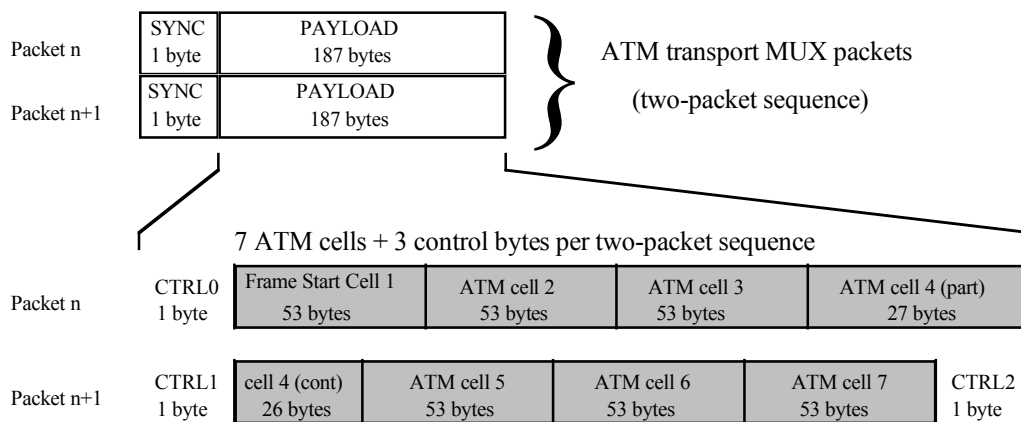 SYNC PAYLOAD
Packet n 1 byte 187 bytes
SYNC PAYLOAD
Packet n+1 1 byte 187 bytes
ATM transport MUX packets
(two-packet sequence)
7 ATM cells + 3 control bytes per two-packet sequence
CTRL0 Frame Start Cell 1 ATM cell 2 ATM cell 3 ATM cell 4 (part)
Packet n 1 byte 53 bytes 53 bytes 53 bytes 27 bytes
CTRL1 cell 4 (cont) ATM cell 5 ATM cell 6 ATM cell 7 CTRL2
Packet n+1 1 byte 26 bytes 53 bytes 53 bytes 53 bytes 1 byte